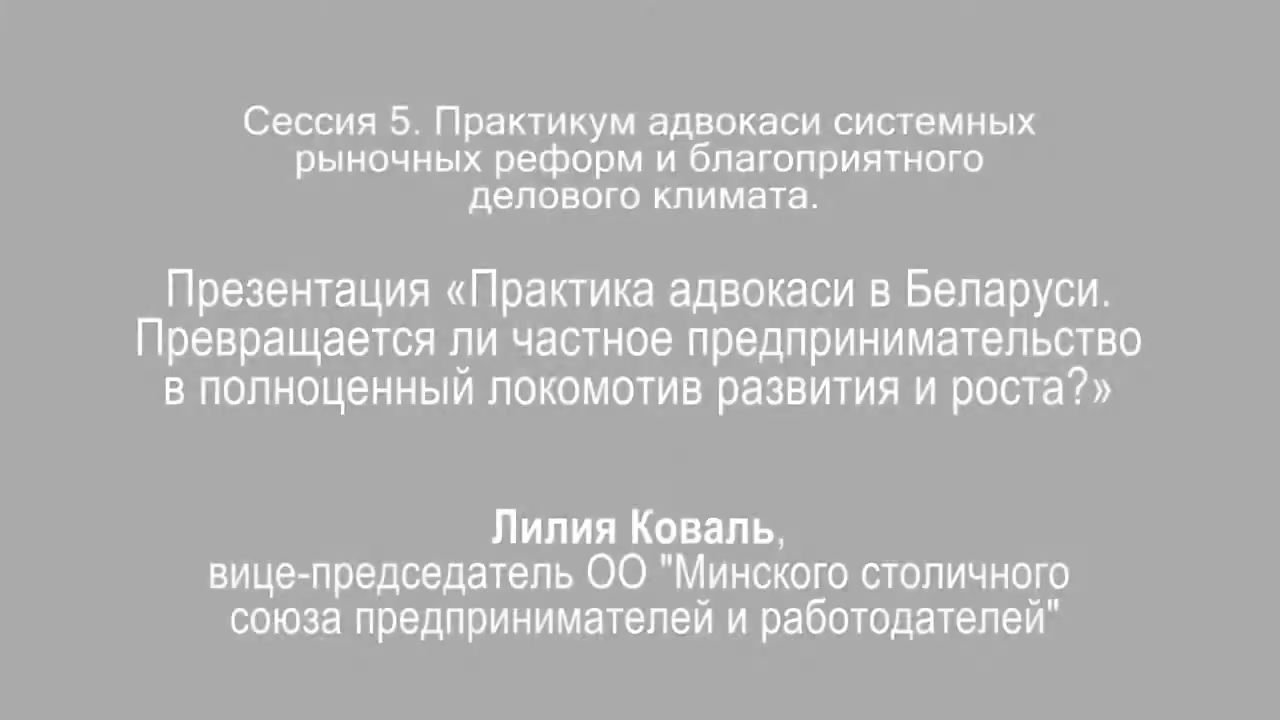 Сессия 5. Практикум адвокаси системных
рыночных реформ и благоприятного
делового климата.
Презентация «Практика адвокаси в Беларуси.
Превращается ли частное предпринимательство
в полноценный локомотив развития и роста?»
Лилия Коваль,
вице-председатель ОО "Минского столичного
союза предпринимателей и работодателей"